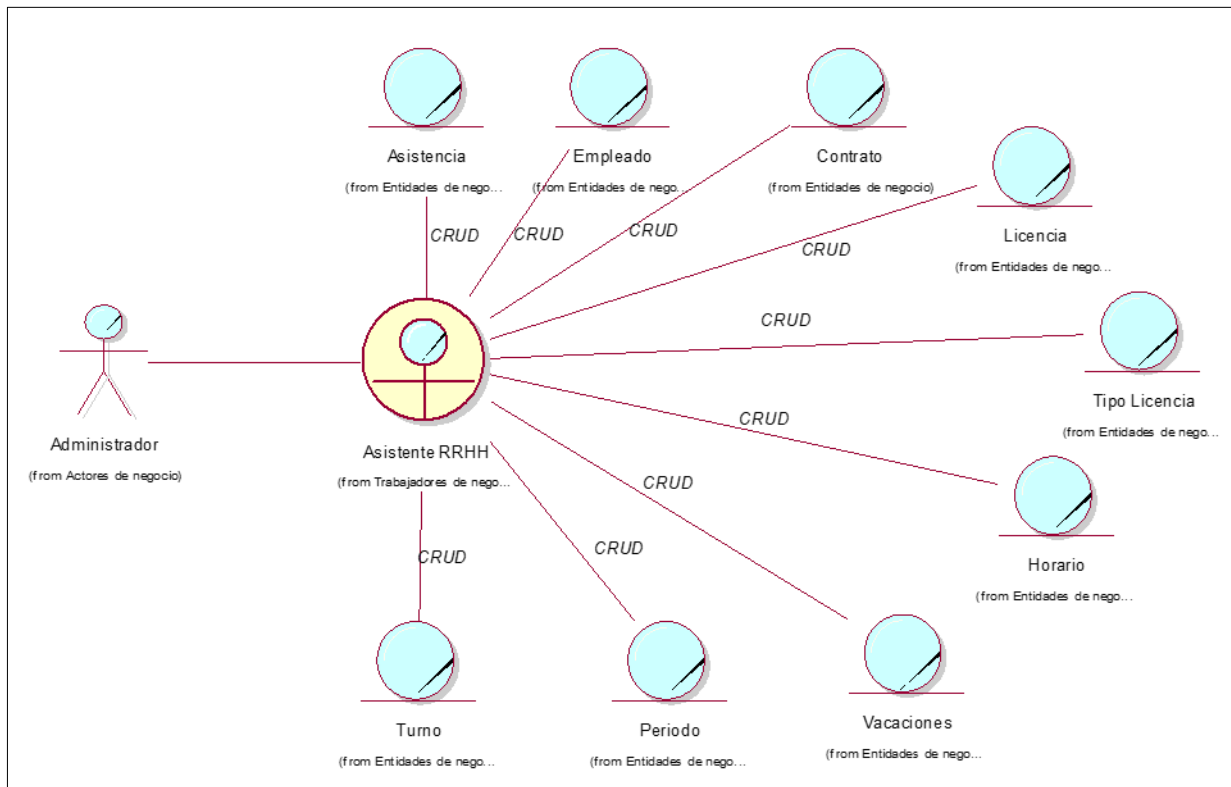 Asistencia
(from Entidades de nego...
Empleado
(from Entidades de nego...
Contrato
(from Entidades de negocio)
Licencia
(from Entidades de nego...
CRUD
CRUD
CRUD
CRUD
CRUD
Tipo Licencia
(from Entidades de nego...
Administrador
(from Actores de negocio)
Asistente RRHH
(from Trabajadores de nego...
CRUD
CRUD
CRUD
CRUD
Horario
(from Entidades de nego...
Turno
(from Entidades de nego...
Periodo
(from Entidades de nego...
Vacaciones
(from Entidades de nego...